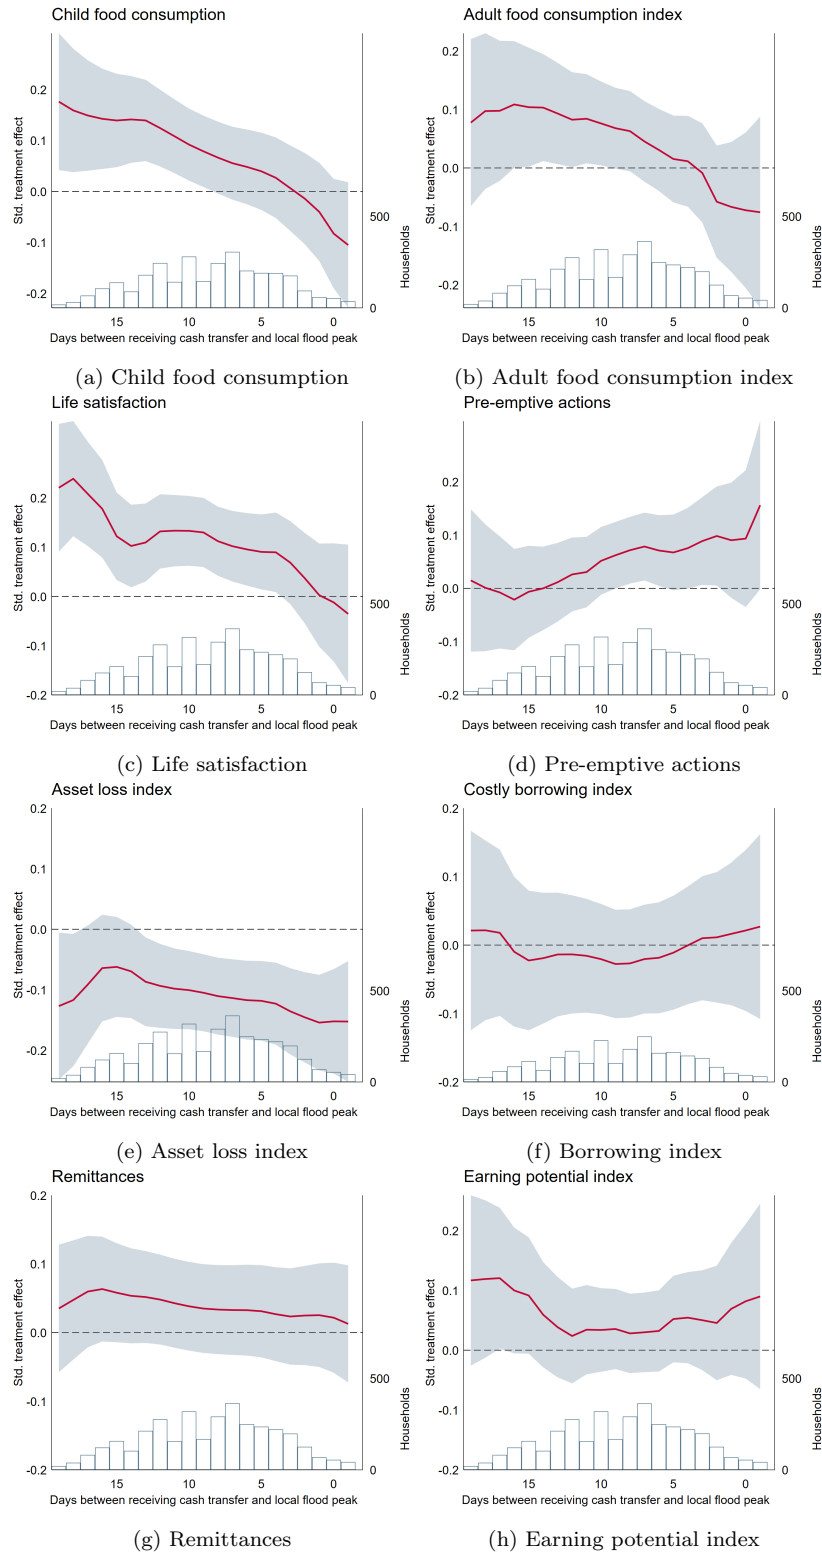 Child food consumption
Std. treatment effect
0.2
0.1
0.0
-0.1
-0.2
500
0
Households
15 10 5 0
Days between receiving cash transfer and local flood peak
(a) Child food consumption
Adult food consumption index
Std. treatment effect
0.2
0.1
0.0
-0.1
-0.2
500
0
Households
15 10 5 0
Days between receiving cash transfer and local flood peak
(b) Adult food consumption index
Life satisfaction
Std. treatment effect
0.2
0.1
0.0
-0.1
-0.2
500
0
Households
15 10 5 0
Days between receiving cash transfer and local flood peak
(c) Life satisfaction
Pre-emptive actions
Std. treatment effect
0.2
0.1
0.0
-0.1
-0.2
500
0
Households
15 10 5 0
Days between receiving cash transfer and local flood peak
(d) Pre-emptive actions
Asset loss index
Std. treatment effect
0.2
0.1
0.0
-0.1
-0.2
500
0
Households
15 10 5 0
Days between receiving cash transfer and local flood peak
(e) Asset loss index
Costly borrowing index
Std. treatment effect
0.2
0.1
0.0
-0.1
-0.2
500
0
Households
15 10 5 0
Days between receiving cash transfer and local flood peak
(f) Borrowing index
Remittances
Std. treatment effect
0.2
0.1
0.0
-0.1
-0.2
500
0
Households
15 10 5 0
Days between receiving cash transfer and local flood peak
(g) Remittances
Earning potential index
Std. treatment effect
0.2
0.1
0.0
-0.1
-0.2
500
0
Households
15 10 5 0
Days between receiving cash transfer and local flood peak
(h) Earning potential index